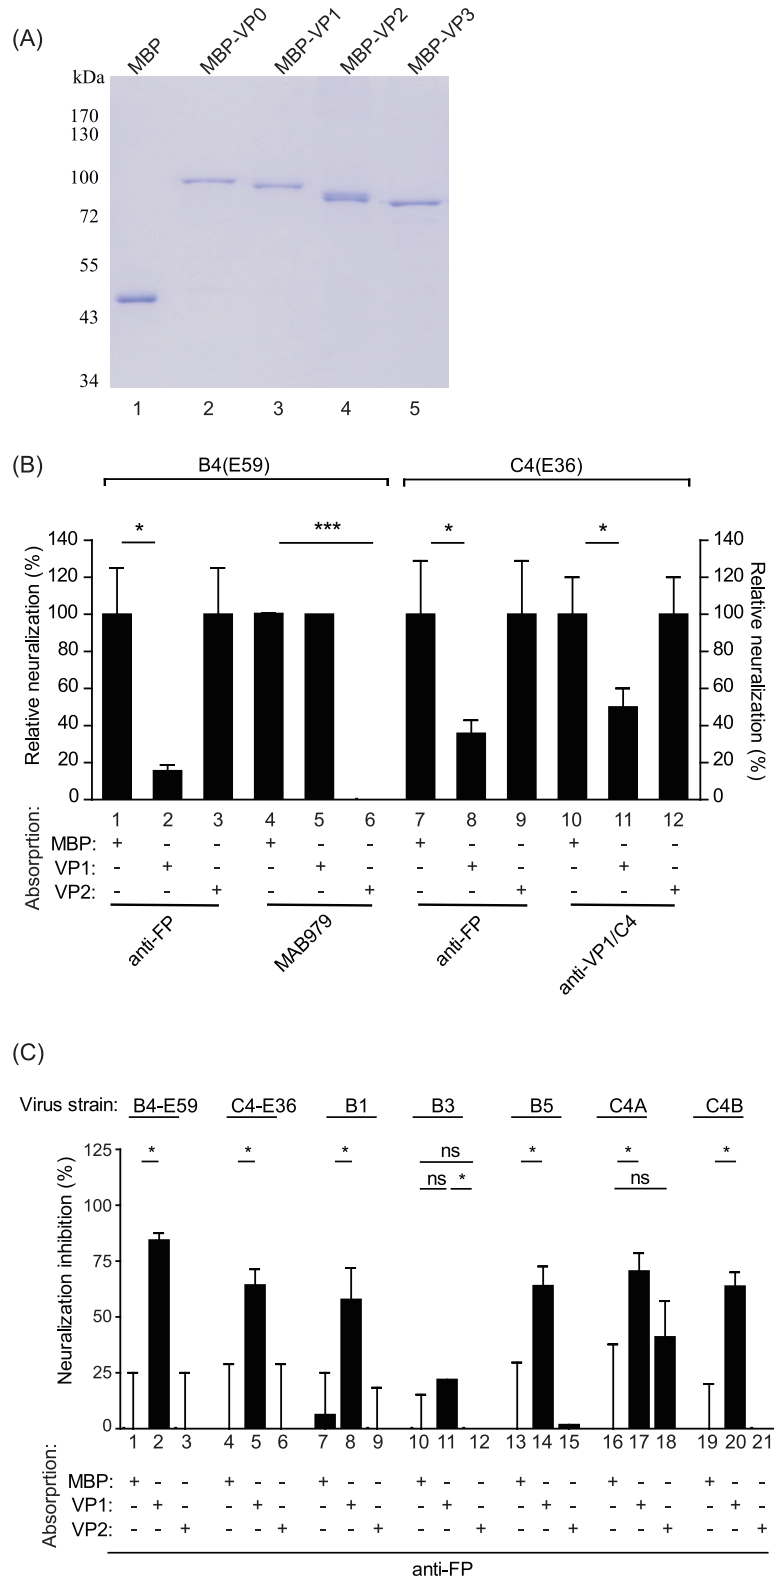 (A)
MBP MBP-VP0 MBP-VP1 MBP-VP2 MBP-VP3
kDa
170
130
100
72
55
43
34
1 2 3 4 5
(B)
B4(E59) C4(E36)
* *** * *
Relative neuralization (%)
140 120 100 80 60 40 20 0
140 120 100 80 60 40 20 0
Relative neuralization (%)
1 2 3 4 5 6 7 8 9 10 11 12
Absorprtion:
MBP: + - - + - - + - - + - -
VP1: - + - - + - - + - - + -
VP2: - - + - - + - - + - - +
anti-FP MAB979 anti-FP anti-VP1/C4
(C)
Virus strain: B4-E59 C4-E36 B1 B3 B5 C4A C4B
* * * ns * * *
ns * ns
Neuralization inhibition (%)
125
100
75
50
25
0
1 2 3 4 5 6 7 8 9 10 11 12 13 14 15 16 17 18 19 20 21
Absorprtion:
MBP: + - - + - - + - - + - - + - - + - - + - -
VP1: - + - - + - - + - - + - - + - - + - - + -
VP2: - - + - - + - - + - - + - - + - - + - - +
anti-FP